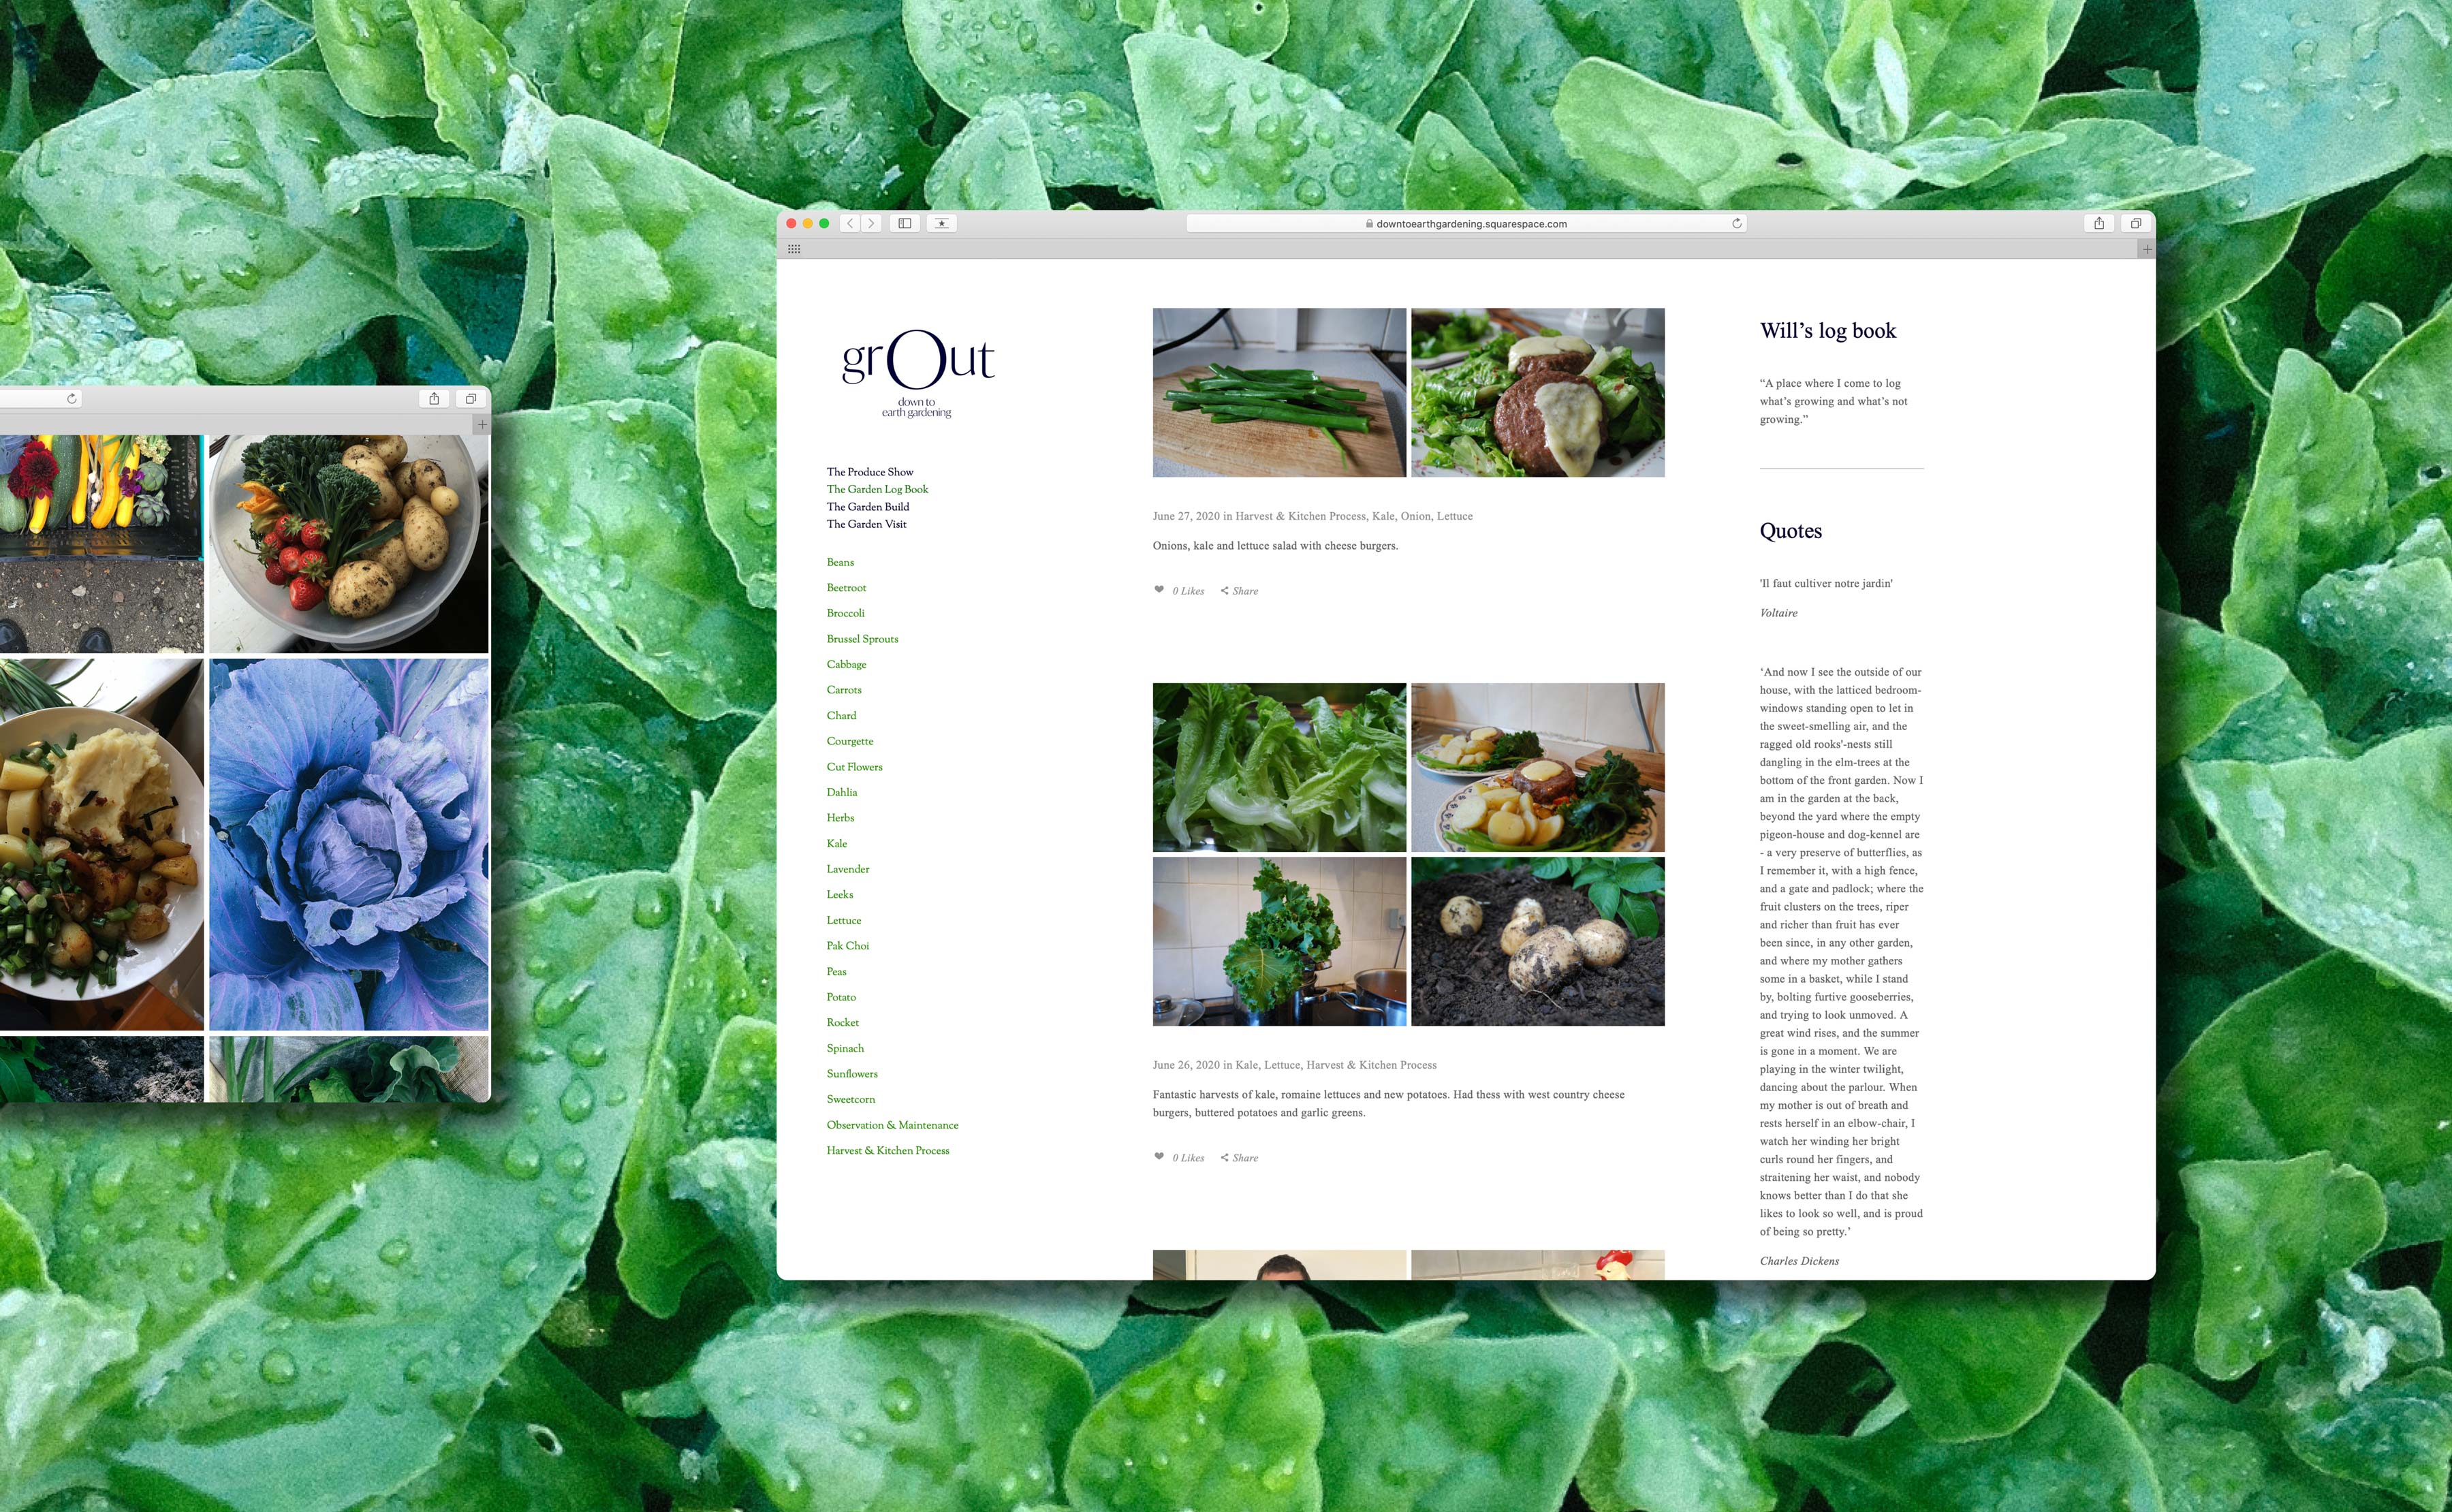 downtoearthgardening.squarespace.com
grOut
down to
earth gardening
The Produce Show
The Garden Log Book
The Garden Build
The Garden Visit
Beans
Beetroot
Broccoli
Brussel Sprouts
Cabbage
Carrots
Chard
Courgette
Cut Flowers
Dahlia
Herbs
Kale
Lavender
Leeks
Lettuce
Pak Choi
Peas
Potato
Rocket
Spinach
Sunflowers
Sweetcorn
Observation & Maintenance
Harvest & Kitchen Process
June 27, 2020 in Harvest & Kitchen Process, Kale, Onion, Lettuce
Onions, kale and lettuce salad with cheese burgers.
0 Likes Share
June 26, 2020 in Kale, Lettuce, Harvest & Kitchen Process
Fantastic harvests of kale, romaine lettuces and new potatoes. Had thess with west country cheese
burgers, buttered potatoes and garlic greens.
0 Likes Share
Will’s log book
“A place where I come to log
what’s growing and what’s not
growing.”
Quotes
'Il faut cultiver notre jardin'
Voltaire
‘And now I see the outside of our
house, with the latticed bedroom-
windows standing open to let in
the sweet-smelling air, and the
ragged old rooks'-nests still
dangling in the elm-trees at the
bottom of the front garden. Now I
am in the garden at the back,
beyond the yard where the empty
pigeon-house and dog-kennel are
- a very preserve of butterflies, as
I remember it, with a high fence,
and a gate and padlock; where the
fruit clusters on the trees, riper
and richer than fruit has ever
been since, in any other garden,
and where my mother gathers
some in a basket, while I stand
by, bolting furtive gooseberries,
and trying to look unmoved. A
great wind rises, and the summer
is gone in a moment. We are
playing in the winter twilight,
dancing about the parlour. When
my mother is out of breath and
rests herself in an elbow-chair, I
watch her winding her bright
curls round her fingers, and
straitening her waist, and nobody
knows better than I do that she
likes to look so well, and is proud
of being so pretty.’
Charles Dickens